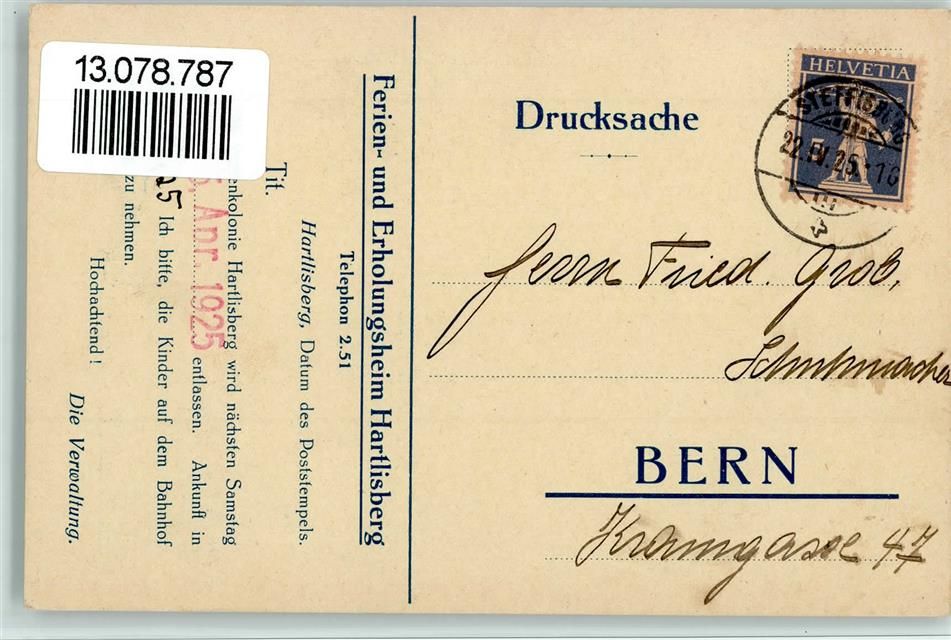 13.078.787
Ferien- und Erholungsheim Hartlisberg
Telephon 2.51
Hartlisberg, Datum des Poststempels.
Tit.
enkolonie Hartlisberg wird nächsten Samstag
Apr. 1925 entlassen. Ankunft in
25 Ich bitte, die Kinder auf dem Bahnhof
zu nehmen.
Hochachtend!
Die Verwaltung.
Drucksache
HELVETIA
22.IV.25.
Herrn Fried. Grob,
Schuhmacher
BERN
Kramgasse 47